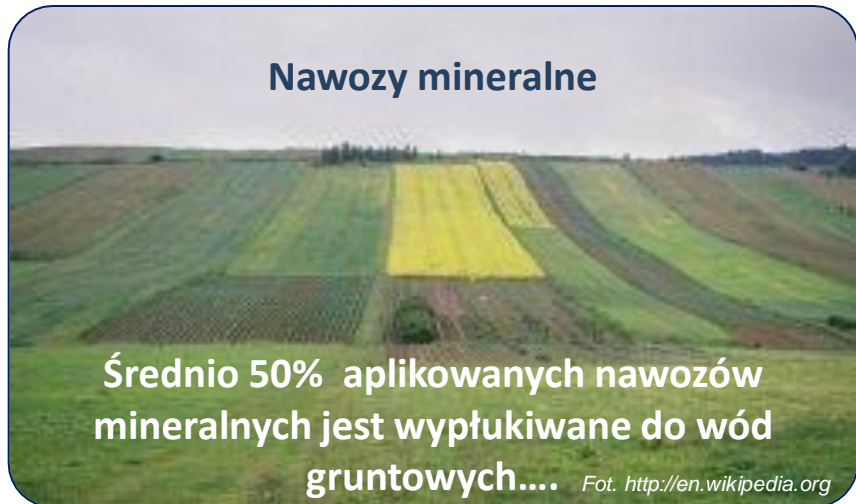 Nawozy mineralne
Średnio 50% aplikowanych nawozów
mineralnych jest wypłukiwane do wód
gruntowych.... Fot. http://en.wikipedia.org